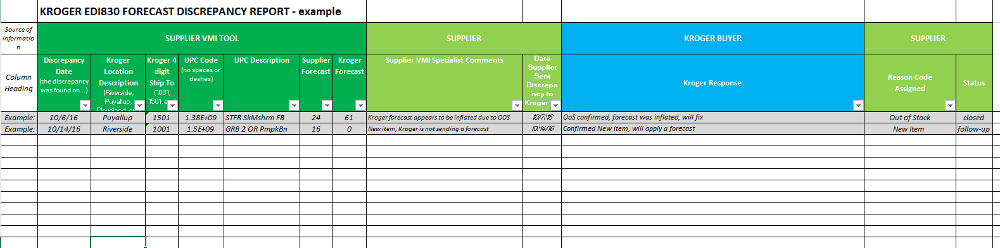 KROGER EDI830 FORECAST DISCREPANCY REPORT - example
Source of
informatio
n
SUPPLIER VMI TOOL
SUPPLIER
KROGER BUYER
SUPPLIER
Column
Heading
Discrepancy
Date
(the discrepancy
was found on...)
Kroger
Location
Description
(Riverside,
Puyallup,
Cleveland, etc
Kroger 4
digit
Ship To
(1001,
1501, e
UPC Code
(no spaces or
dashes)
UPC Description
Supplier
Forecast
Kroger
Forecast
Supplier VMI Specialist Comments
Date
Supplier
Sent
Discrepa
ncy to
Kroger
Kroger Response
Reason Code
Assigned
Status
Example: 10/6/16 Puyallup 1501 1.38E+09 STFR SkMshrm FB 24 61 Kroger forecast appears to be inflated due to OOS 10/7/16 OoS confirmed, forecast was inflated, will fix Out of Stock closed
Example: 10/14/16 Riverside 1001 1.5E+09 GRB 2 OR PmpkBn 16 0 New item, Kroger is not sending a forecast 10/14/16 Confirmed New item, will apply a forecast New Item follow-up